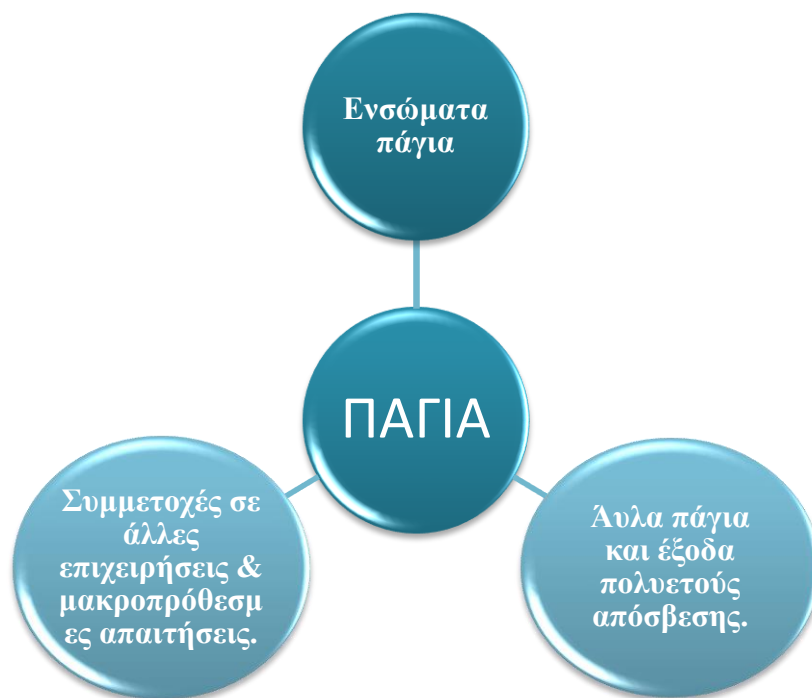 Ενσώματα
πάγια
ΠΑΓΙΑ
Συμμετοχές σε
άλλες
επιχειρήσεις &
μακροπρόθεσμ
ες απαιτήσεις.
Άυλα πάγια
και έξοδα
πολυετούς
απόσβεσης.